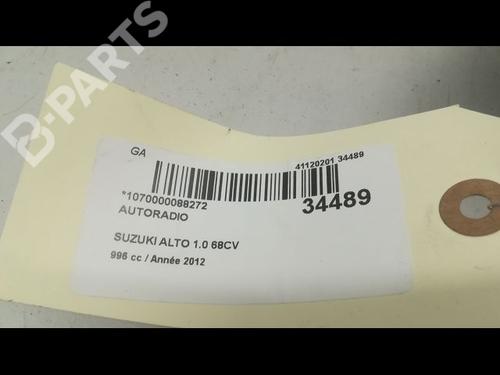 B-PARTS
GA
41120201 34489
*1070000088272
34489
AUTORADIO
SUZUKI ALTO 1.0 68CV
996 cc / Année 2012